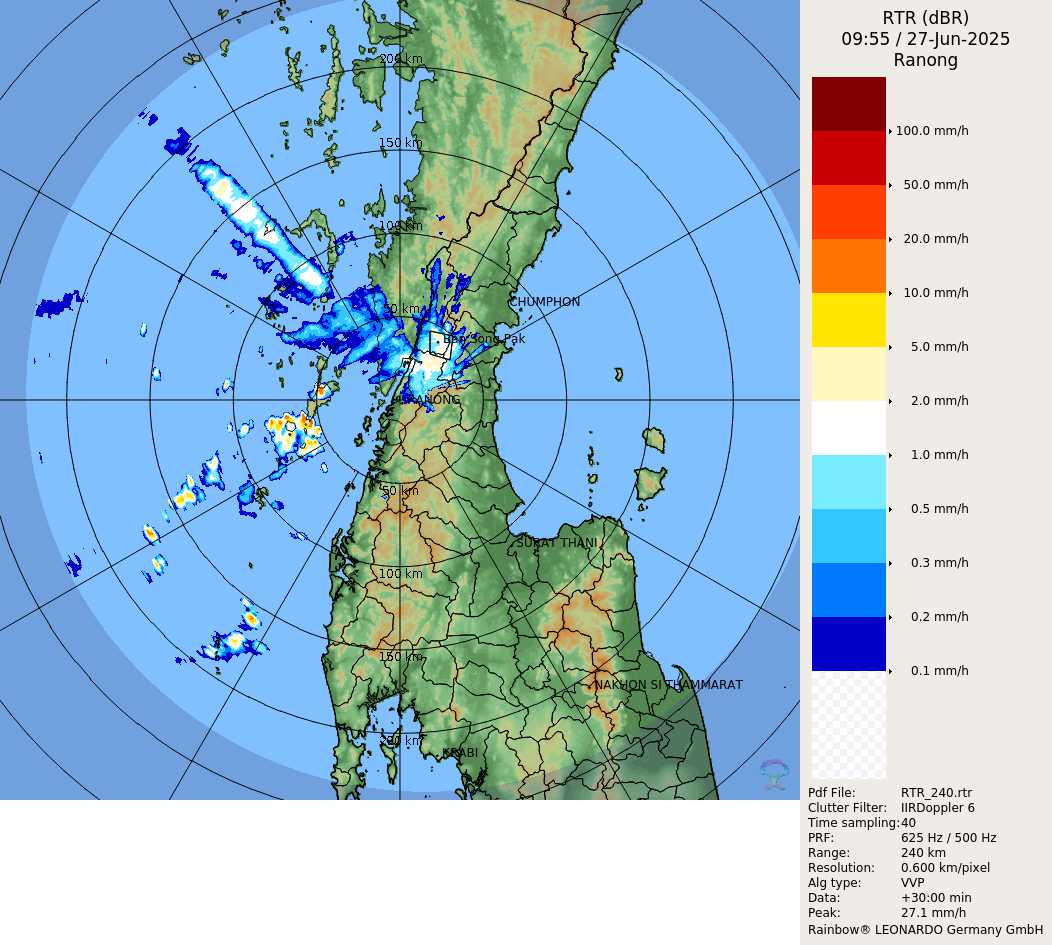 RTR (dBR)
09:55 / 27-Jun-2025
Ranong
200 km
150 km
100 km
50 km
CHUMPHON
Ban Song Pak
RANONG
50 km
SURAT THANI
100 km
150 km
NAKHON SI THAMMARAT
200 km
KRABI
100.0 mm/h
50.0 mm/h
20.0 mm/h
10.0 mm/h
5.0 mm/h
2.0 mm/h
1.0 mm/h
0.5 mm/h
0.3 mm/h
0.2 mm/h
0.1 mm/h
Pdf File: RTR_240.rtr
Clutter Filter: IIRDoppler 6
Time sampling: 40
PRF: 625 Hz / 500 Hz
Range: 240 km
Resolution: 0.600 km/pixel
Alg type: VVP
Data: +30:00 min
Peak: 27.1 mm/h
Rainbow® LEONARDO Germany GmbH